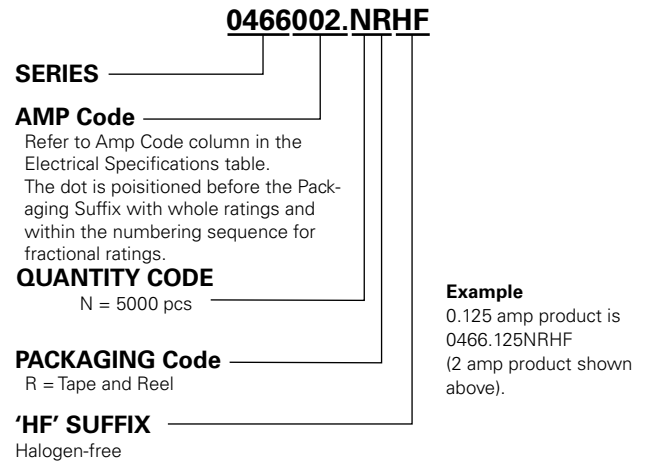 0466002.NRHF
SERIES
AMP Code
Refer to Amp Code column in the
Electrical Specifications table.
The dot is poisitioned before the Pack-
aging Suffix with whole ratings and
within the numbering sequence for
fractional ratings.
QUANTITY CODE
N = 5000 pcs
PACKAGING Code
R = Tape and Reel
'HF' SUFFIX
Halogen-free
Example
0.125 amp product is
0466.125NRHF
(2 amp product shown
above).